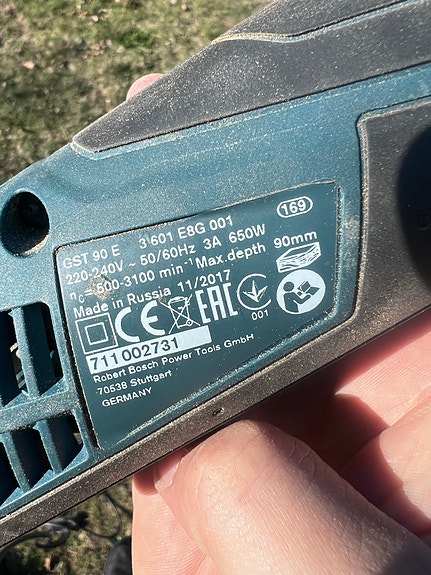 GST 90 E 3 601 E8G 001 169
220-240V ~ 50/60Hz 3A 650W
n₀ = 500-3100 min⁻¹ Max.depth 90mm
Made in Russia 11/2017
CE EAC
001
711002731
Robert Bosch Power Tools GmbH
70538 Stuttgart
GERMANY